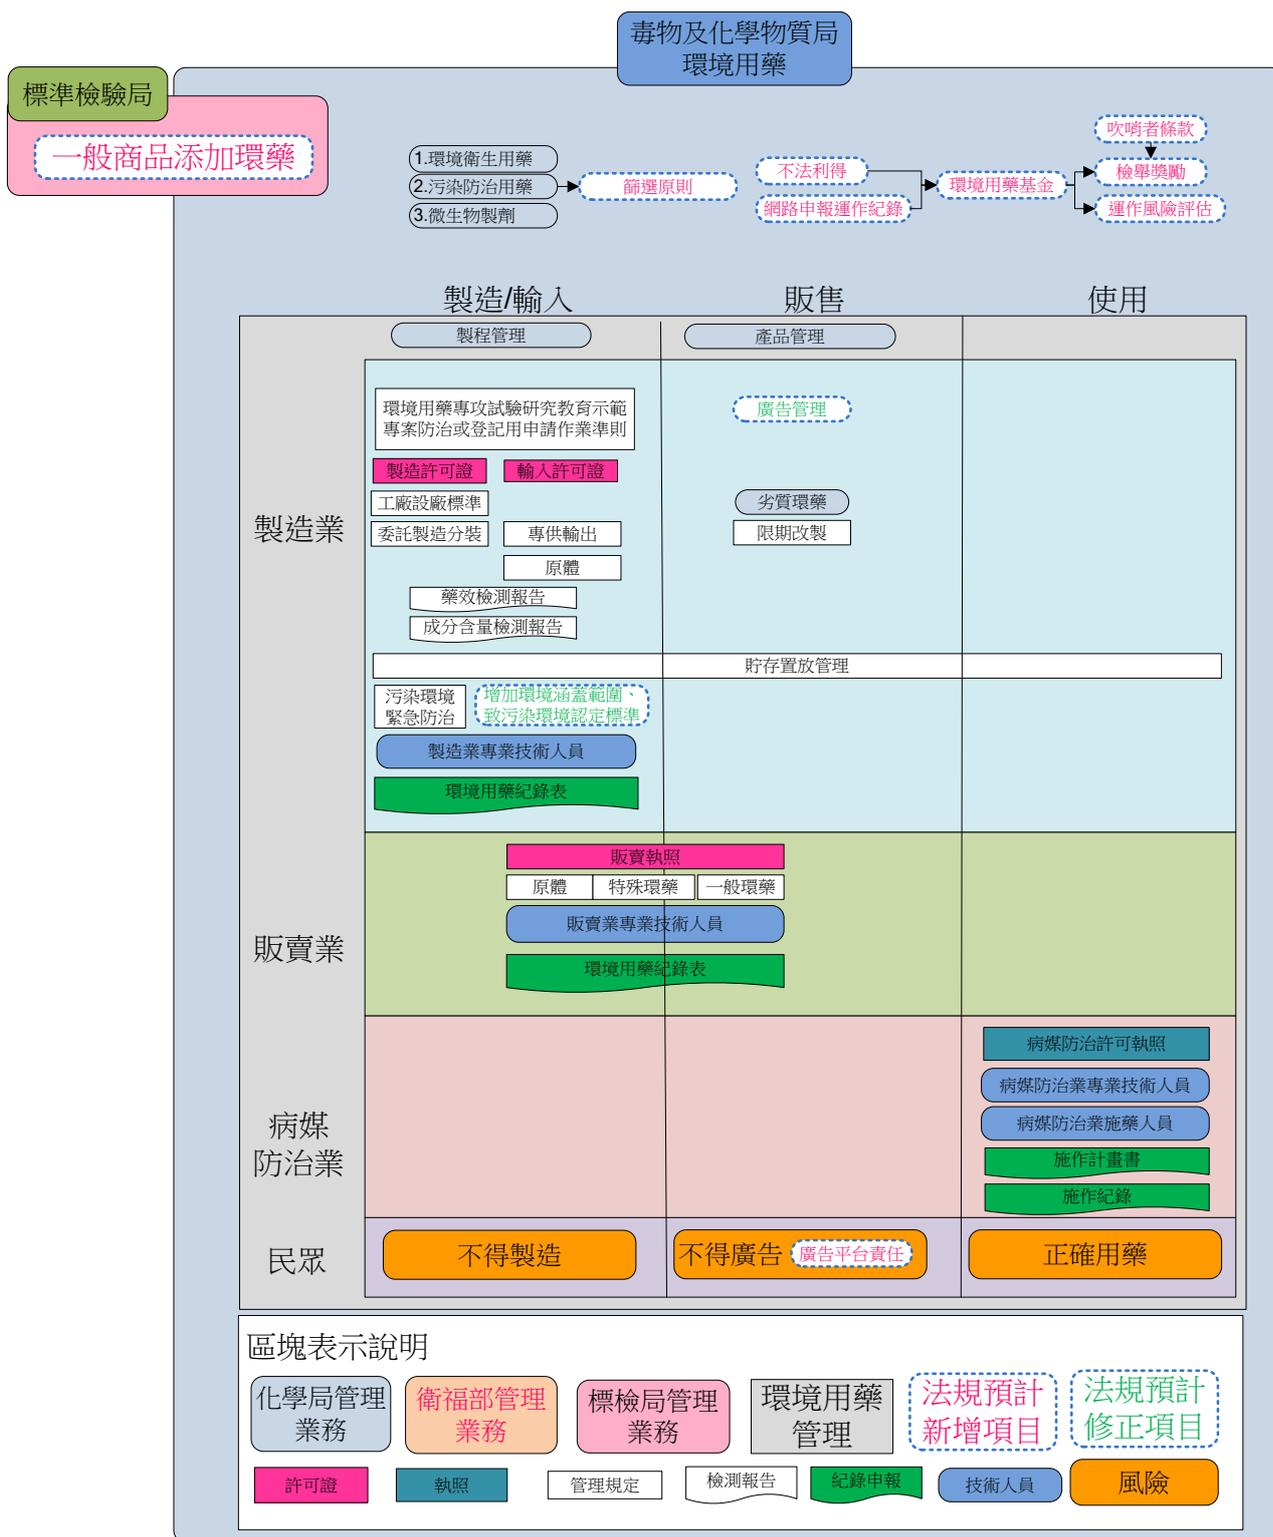 毒物及化學物質局
環境用藥
標準檢驗局
一般商品添加環藥
1.環境衛生用藥
2.污染防治用藥
3.微生物製劑
篩選原則
不法利得
網路申報運作紀錄
環境用藥基金
吹哨者條款
檢舉獎勵
運作風險評估
製造/輸入
販售
使用
製程管理
產品管理
製造業
環境用藥專攻試驗研究教育示範
專案防治或登記用申請作業準則
廣告管理
製造許可證
輸入許可證
工廠設廠標準
劣質環藥
委託製造分裝
專供輸出
限期改製
原體
藥效檢測報告
成分含量檢測報告
貯存置放管理
污染環境
緊急防治
增加環境涵蓋範圍、
致污染環境認定標準
製造業專業技術人員
環境用藥紀錄表
販賣業
販賣執照
原體
特殊環藥
一般環藥
販賣業專業技術人員
環境用藥紀錄表
病媒
防治業
病媒防治許可執照
病媒防治業專業技術人員
病媒防治業施藥人員
施作計畫書
施作紀錄
民眾
不得製造
不得廣告
廣告平台責任
正確用藥
區塊表示說明
化學局管理
業務
衛福部管理
業務
標檢局管理
業務
環境用藥
管理
法規預計
新增項目
法規預計
修正項目
許可證
執照
管理規定
檢測報告
紀錄申報
技術人員
風險